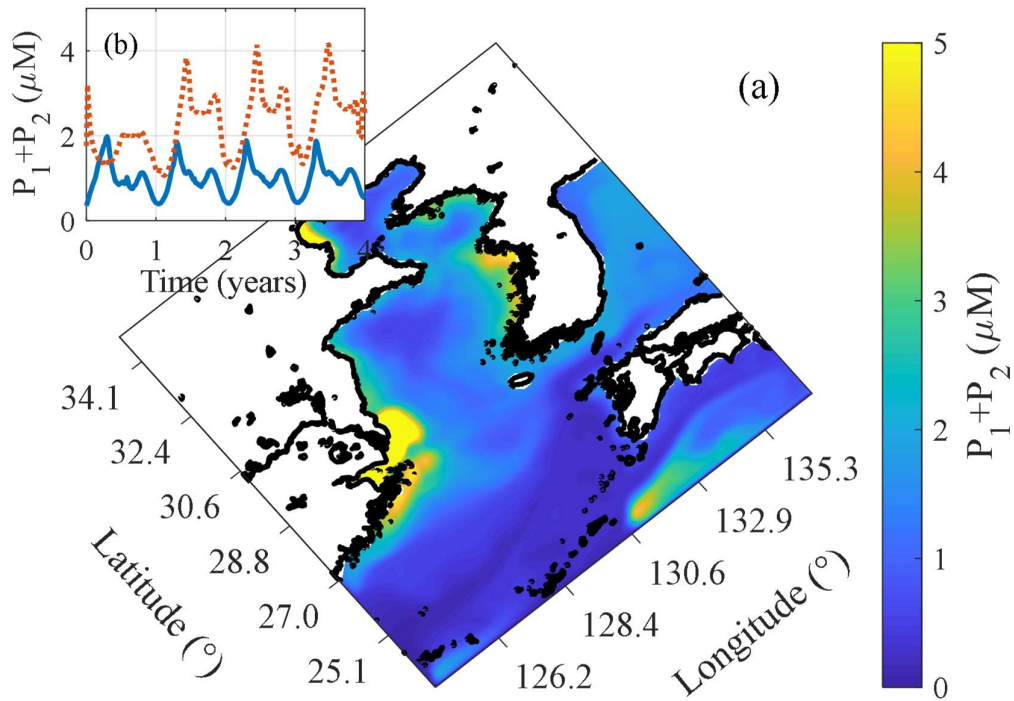 (b)
P₁+P₂ (μM)
4
2
0
0 1 2 3 4
Time (years)
(a)
34.1
32.4
30.6
28.8
27.0
25.1
Latitude (°)
126.2
128.4
130.6
132.9
135.3
Longitude (°)
5
4
3
2
1
0
P₁+P₂ (μM)